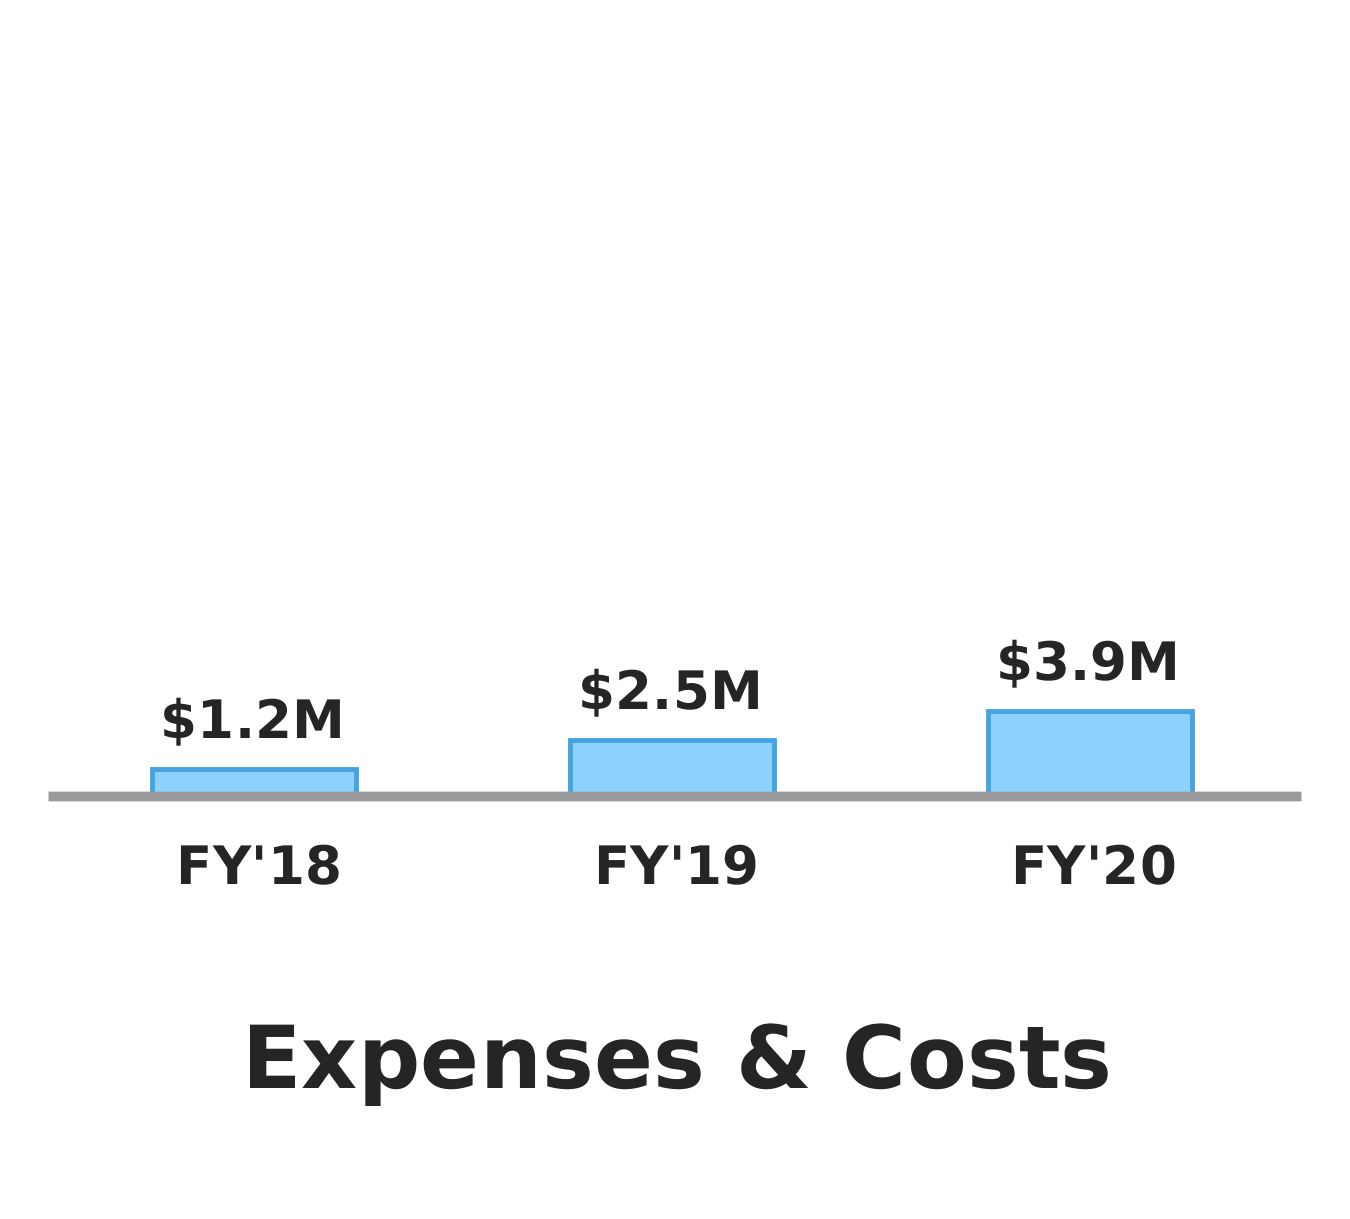 $1.2M $2.5M $3.9M
FY'18 FY'19 FY'20
Expenses & Costs